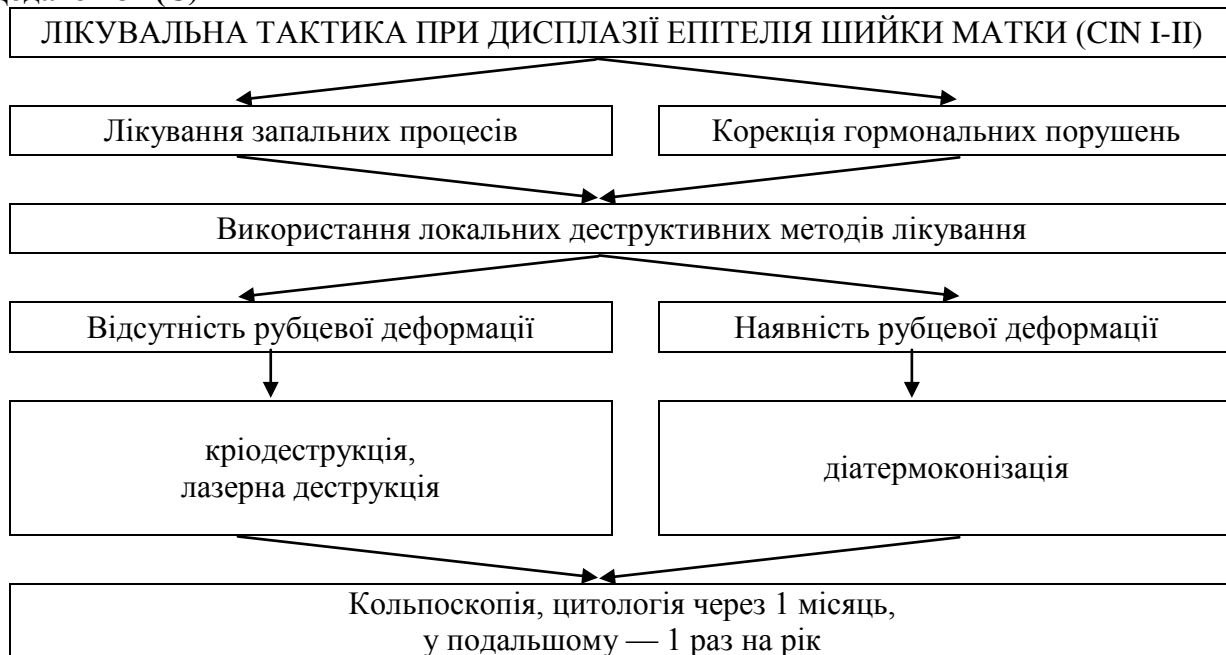 ЛІКУВАЛЬНА ТАКТИКА ПРИ ДИСПЛАЗІЇ ЕПІТЕЛІЯ ШИЙКИ МАТКИ (CIN I-II)
Лікування запальних процесів
Корекція гормональних порушень
Використання локальних деструктивних методів лікування
Відсутність рубцевої деформації
Наявність рубцевої деформації
кріодеструкція,
лазерна деструкція
діатермоконізація
Кольпоскопія, цитологія через 1 місяць,
у подальшому — 1 раз на рік